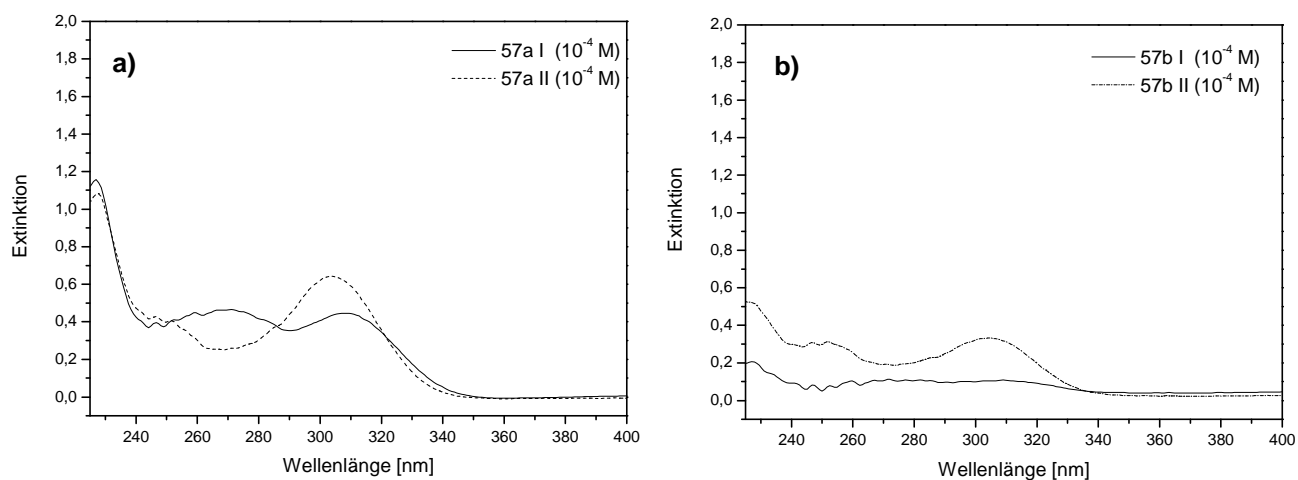 a)
57a I (10⁻⁴ M)
57a II (10⁻⁴ M)
2,0
1,8
1,6
1,4
1,2
1,0
0,8
0,6
0,4
0,2
0,0
Extinktion
240 260 280 300 320 340 360 380 400
Wellenlänge [nm]
b)
57b I (10⁻⁴ M)
57b II (10⁻⁴ M)
2,0
1,8
1,6
1,4
1,2
1,0
0,8
0,6
0,4
0,2
0,0
Extinktion
240 260 280 300 320 340 360 380 400
Wellenlänge [nm]